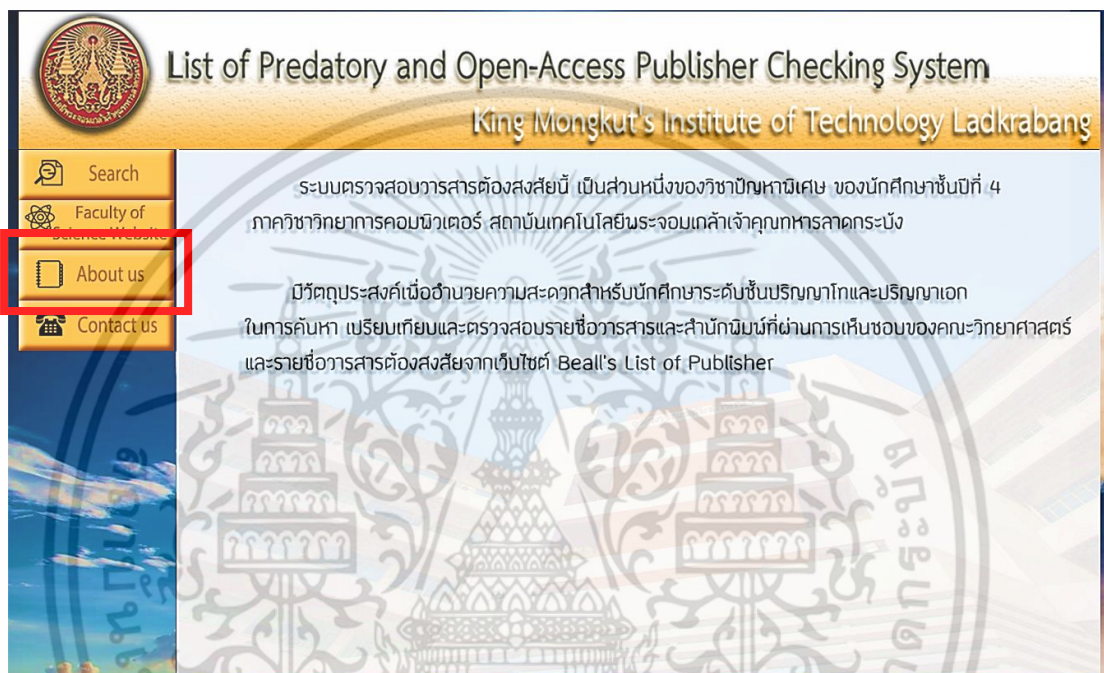 List of Predatory and Open-Access Publisher Checking System
King Mongkut's Institute of Technology Ladkrabang
Search
Faculty of
Science Website
About us
Contact us
ระบบตรวจสอบวารสารต้องสงสัยนี้ เป็นส่วนหนึ่งของวิชาปัญหาพิเศษ ของนักศึกษาชั้นปีที่ 4
ภาควิชาวิทยาการคอมพิวเตอร์ สถาบันเทคโนโลยีพระจอมเกล้าเจ้าคุณทหารลาดกระบัง
มีวัตถุประสงค์เพื่ออำนวยความสะดวกสำหรับนักศึกษาระดับชั้นปริญญาโทและปริญญาเอก
ในการค้นหา เปรียบเทียบและตรวจสอบรายชื่อวารสารและสำนักพิมพ์ที่ผ่านการเห็นชอบของคณะวิทยาศาสตร์
และรายชื่อวารสารต้องสงสัยจากเว็บไซต์ Beall's List of Publisher